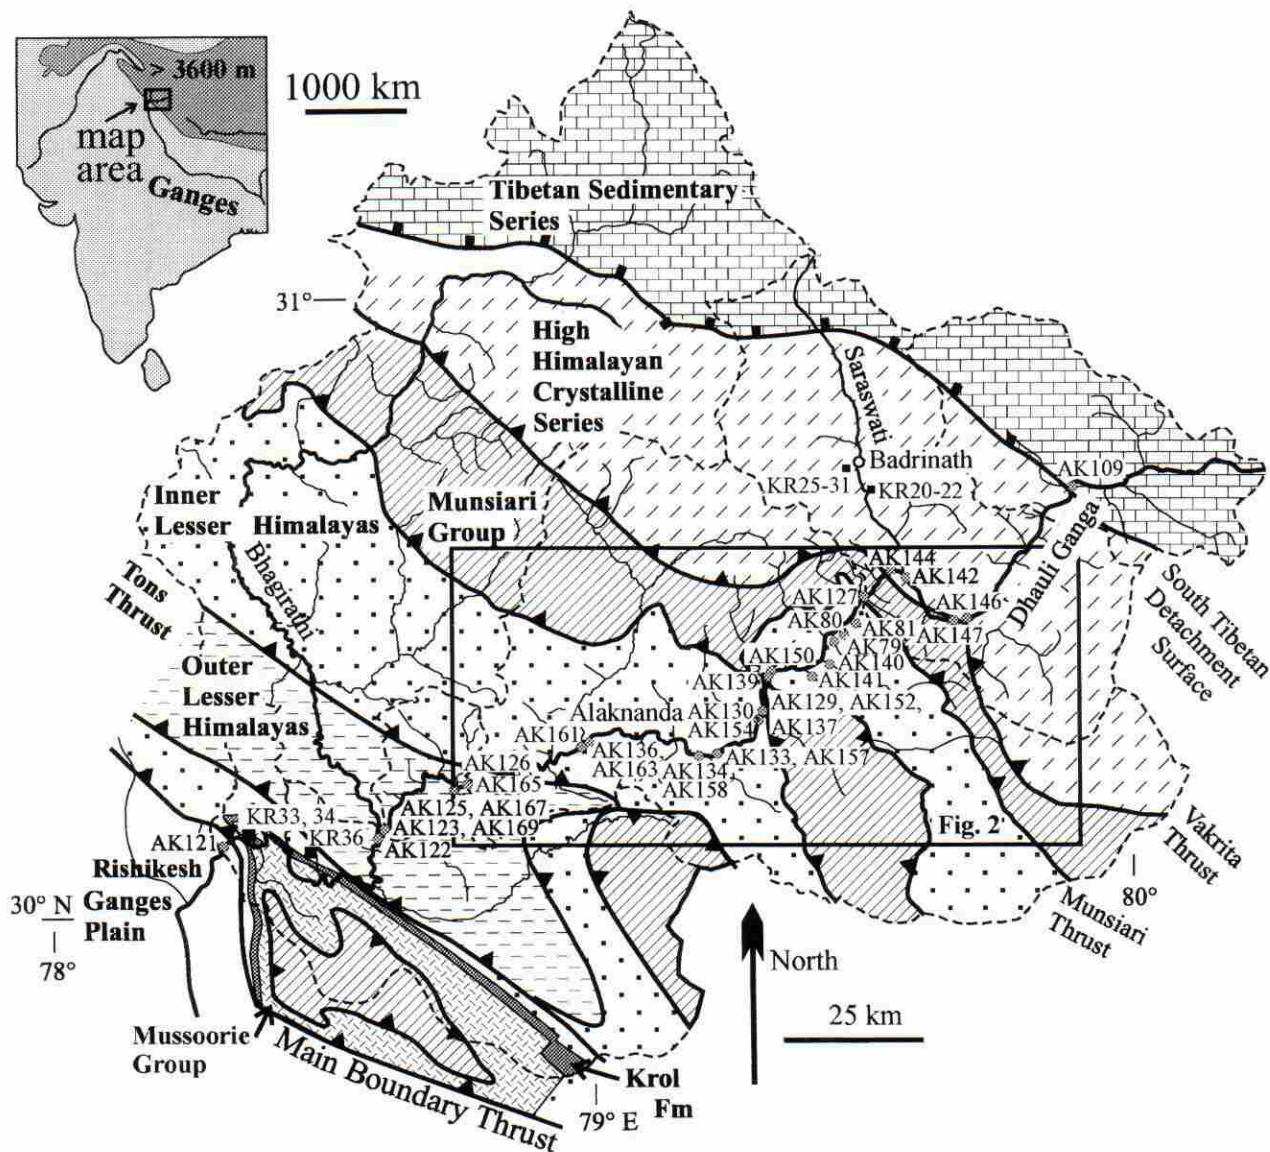 > 3600 m
map
area
Ganges
1000 km
Tibetan Sedimentary
Series
31°
High
Himalayan
Crystalline
Series
Saraswati
Badrinath
AK109
KR25-31
KR20-22
Inner
Lesser Himalayas
Munsiari
Group
Bhagirathi
Dhauli Ganga
Tons
Thrust
AK144
AK142
AK127
AK146
AK80
AK81
AK147
AK79
South Tibetan
Detachment
Surface
AK150
AK140
AK139
AK141
Outer
Lesser
Himalayas
Alaknanda
AK130
AK129, AK152,
AK154
AK137
AK161
AK136
AK133, AK157
AK163
AK134,
AK158
AK126
AK165
AK125, AK167
KR33, 34
AK123, AK169
KR36
AK122
AK121
Fig. 2
Vakrita
Thrust
Rishikesh
Ganges
Plain
30° N
78°
80°
Munsiari
Thrust
North
25 km
Mussoorie
Group
Main Boundary Thrust
Krol
Fm
79° E